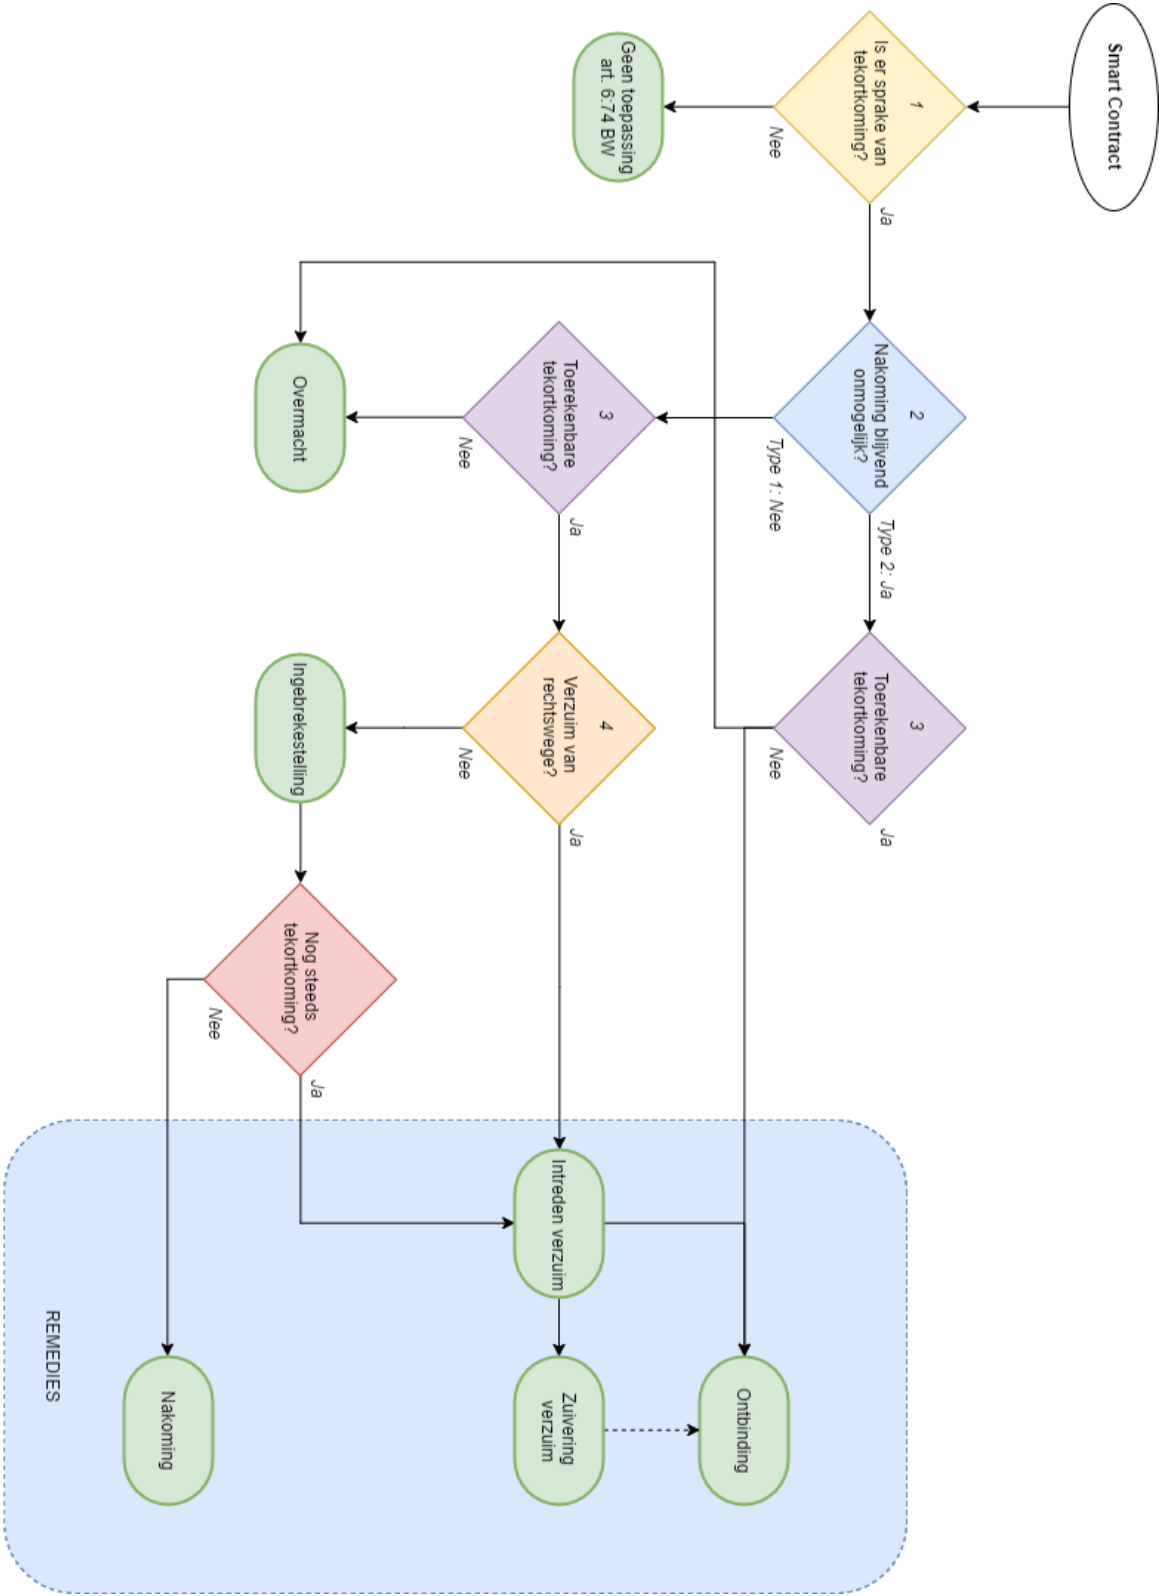 Smart Contract
1
Is er sprake van
tekortkoming?
Nee
Ja
Geen toepassing
art. 6:74 BW
2
Nakoming blijvend
onmogelijk?
Type 1: Nee
Type 2: Ja
3
Toerekenbare
tekortkoming?
Nee
Ja
3
Toerekenbare
tekortkoming?
Nee
Ja
Overmacht
4
Verzuim van
rechtswege?
Nee
Ja
Ingebrekestelling
Nog steeds
tekortkoming?
Nee
Ja
Intreden verzuim
Ontbinding
Zuivering
verzuim
Nakoming
REMEDIES